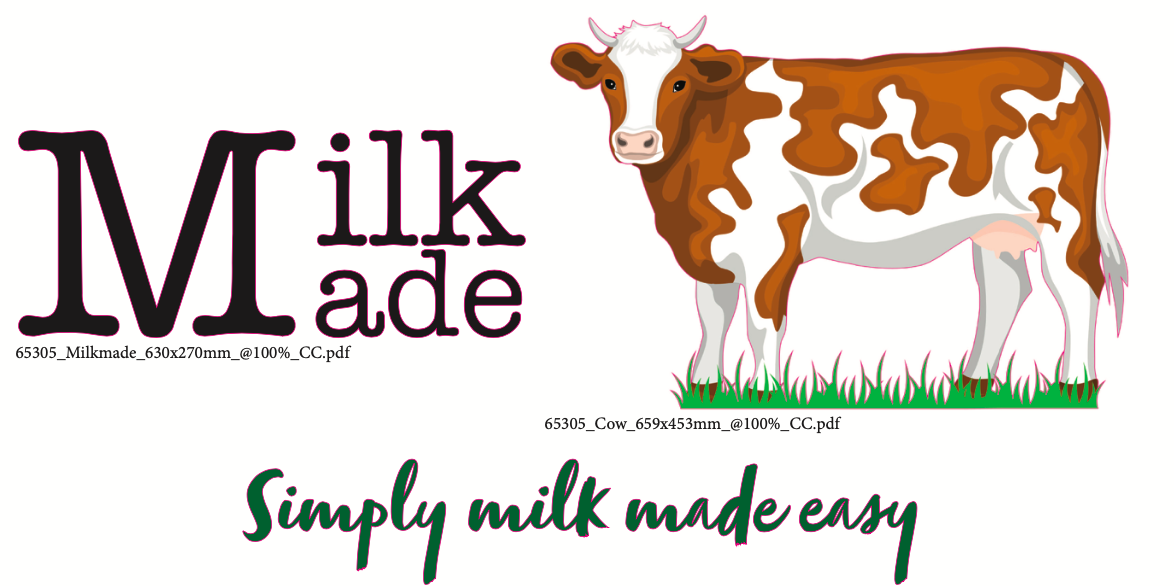 Milk
Made
65305_Milkmade_630x270mm_@100%_CC.pdf
65305_Cow_659x453mm_@100%_CC.pdf
Simply milk made easy